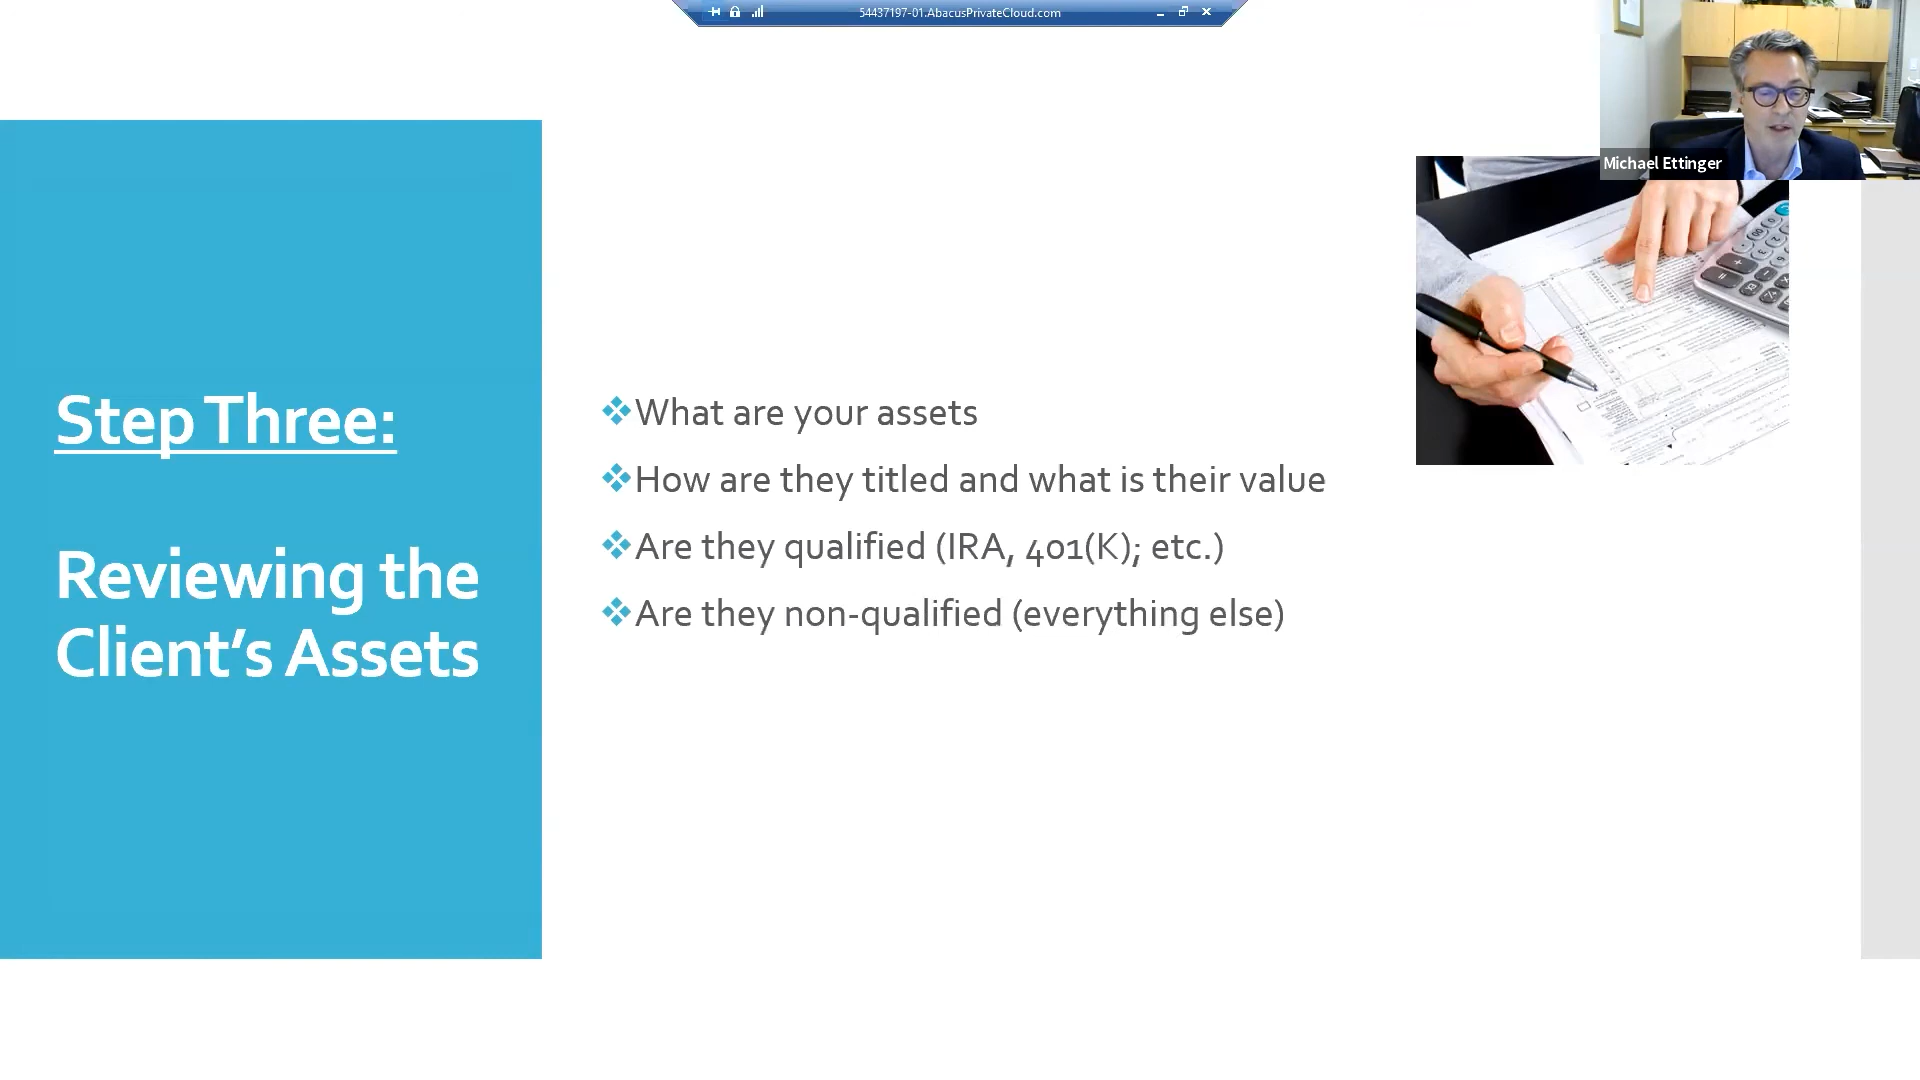 54437197-01.AbacusPrivateCloud.com
Michael Ettinger
Step Three:
Reviewing the
Client’s Assets
❖What are your assets
❖How are they titled and what is their value
❖Are they qualified (IRA, 401(K); etc.)
❖Are they non-qualified (everything else)